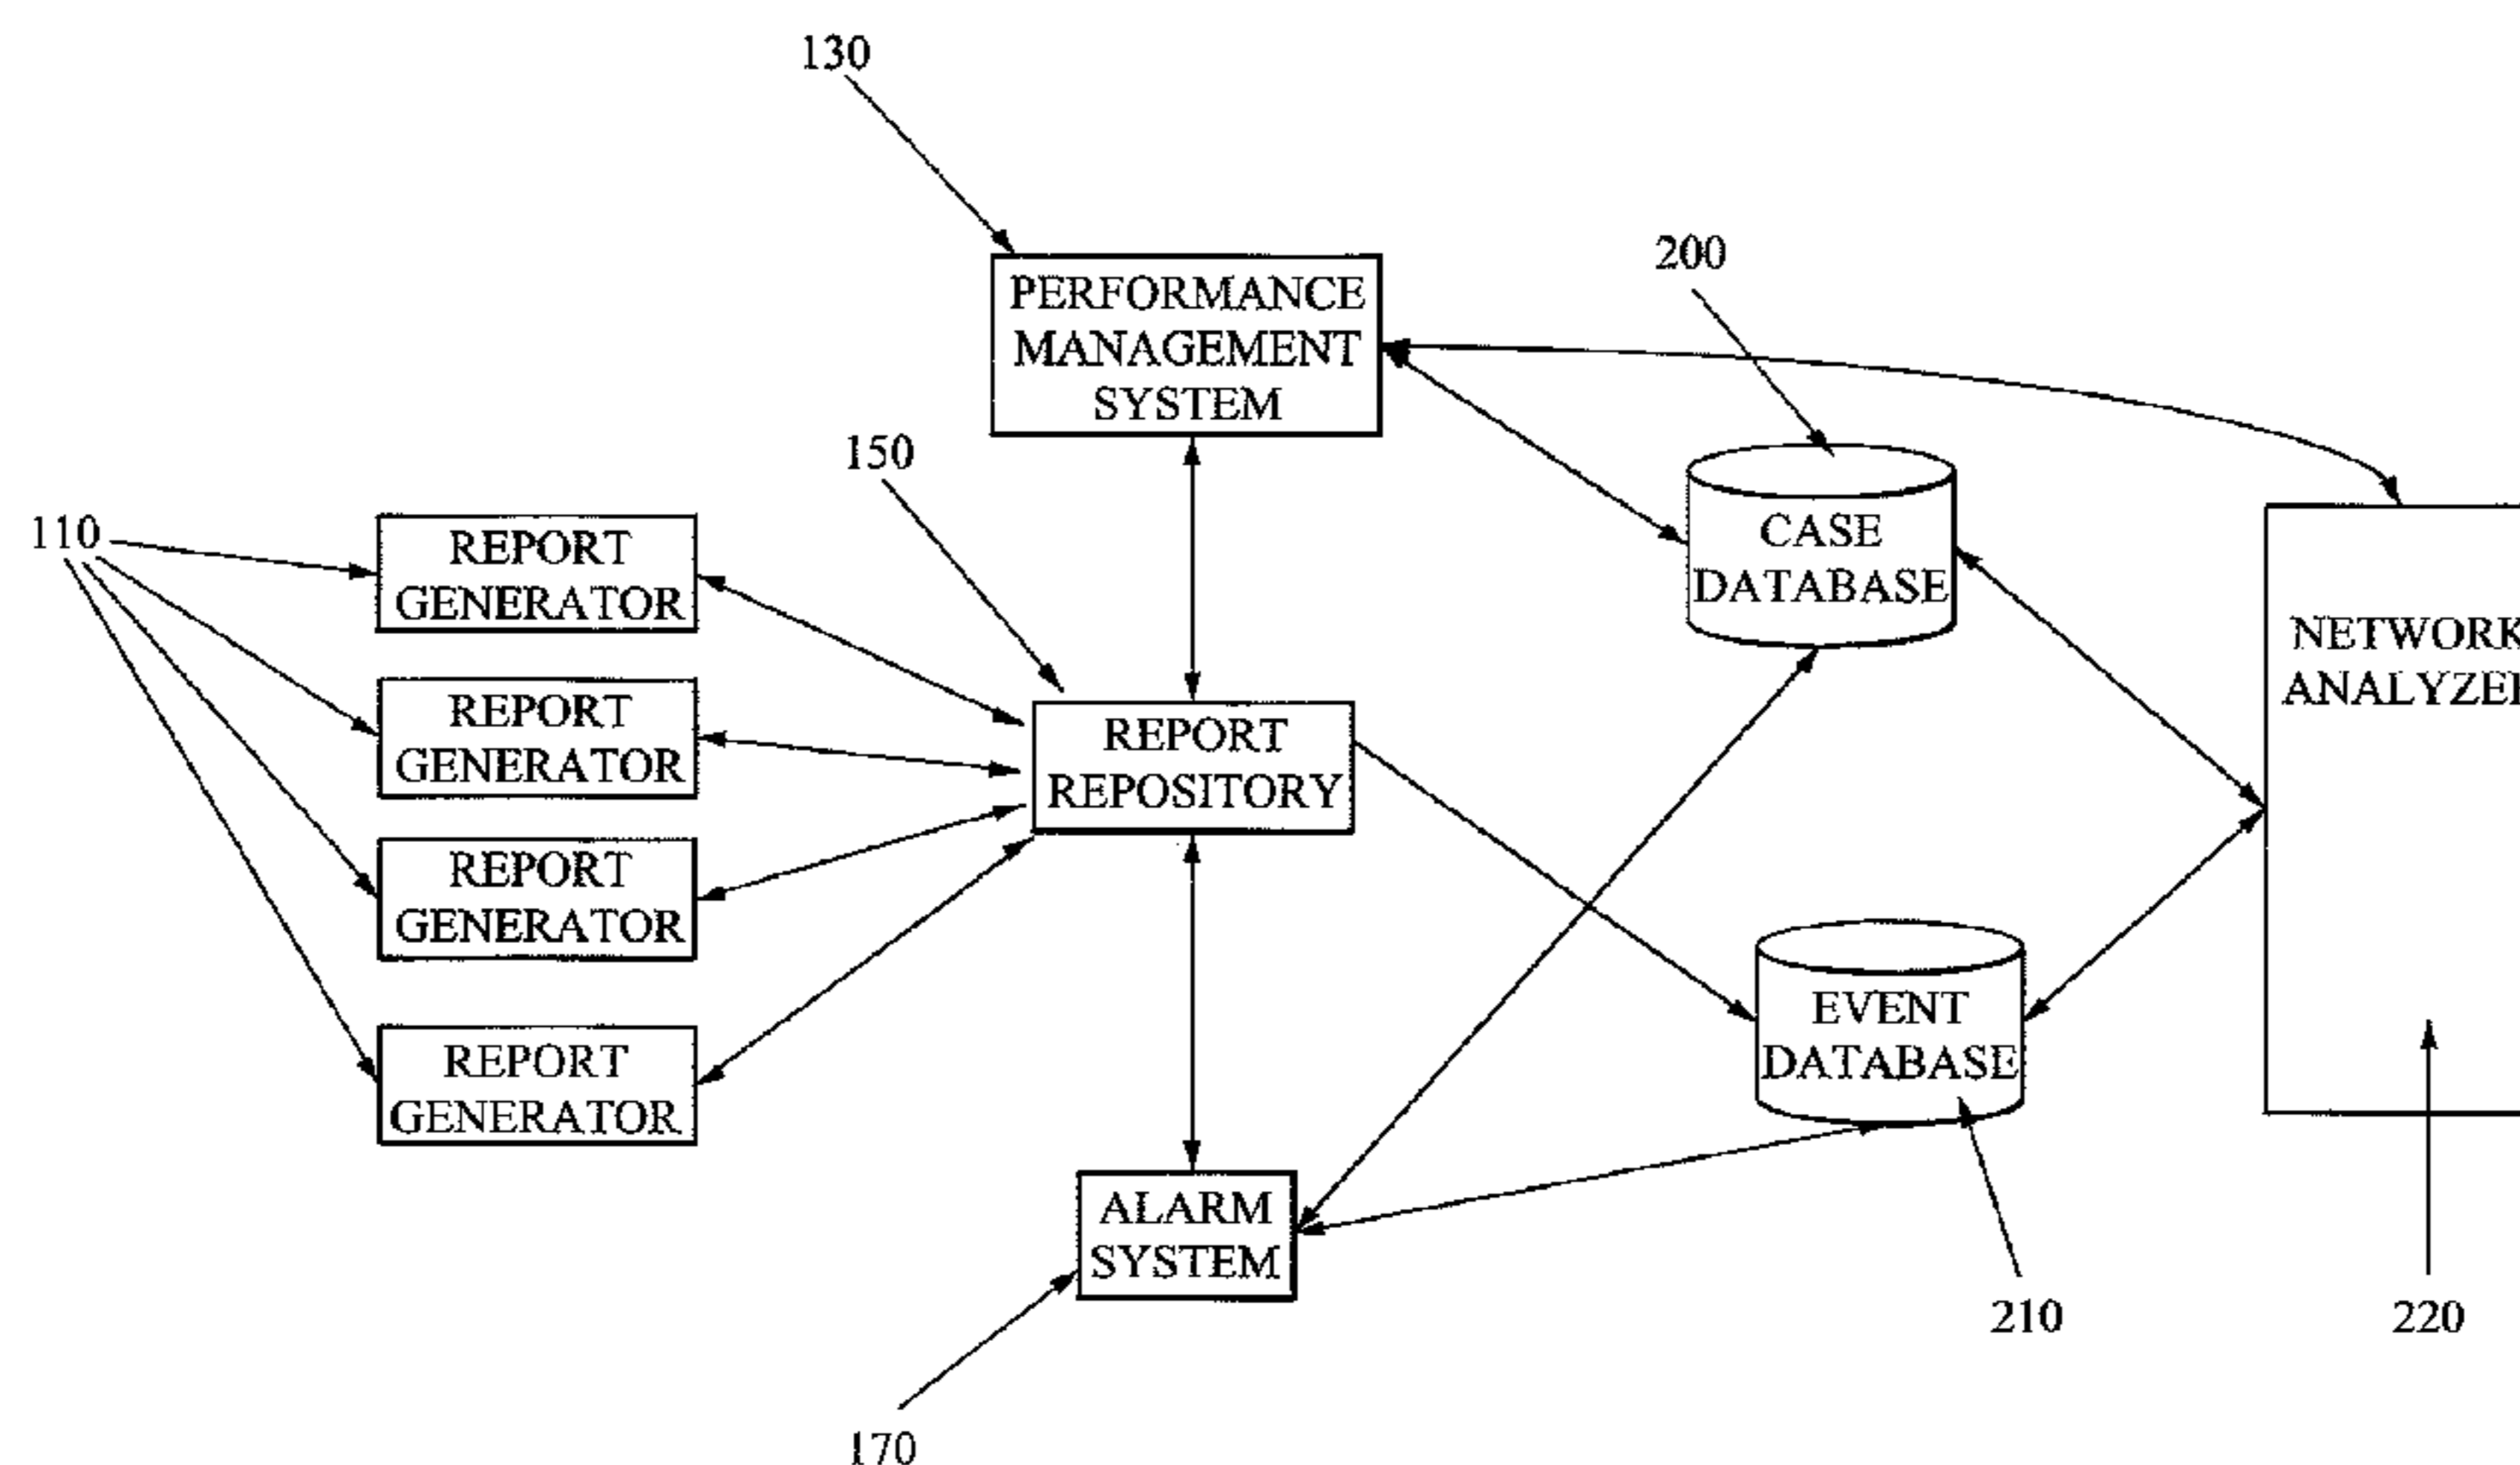 130
PERFORMANCE
MANAGEMENT
SYSTEM
200
150
110
REPORT
GENERATOR
CASE
DATABASE
REPORT
GENERATOR
REPORT
REPOSITORY
NETWORK
REPORT
GENERATOR
EVENT
DATABASE
REPORT
GENERATOR
ALARM
SYSTEM
210
220
170